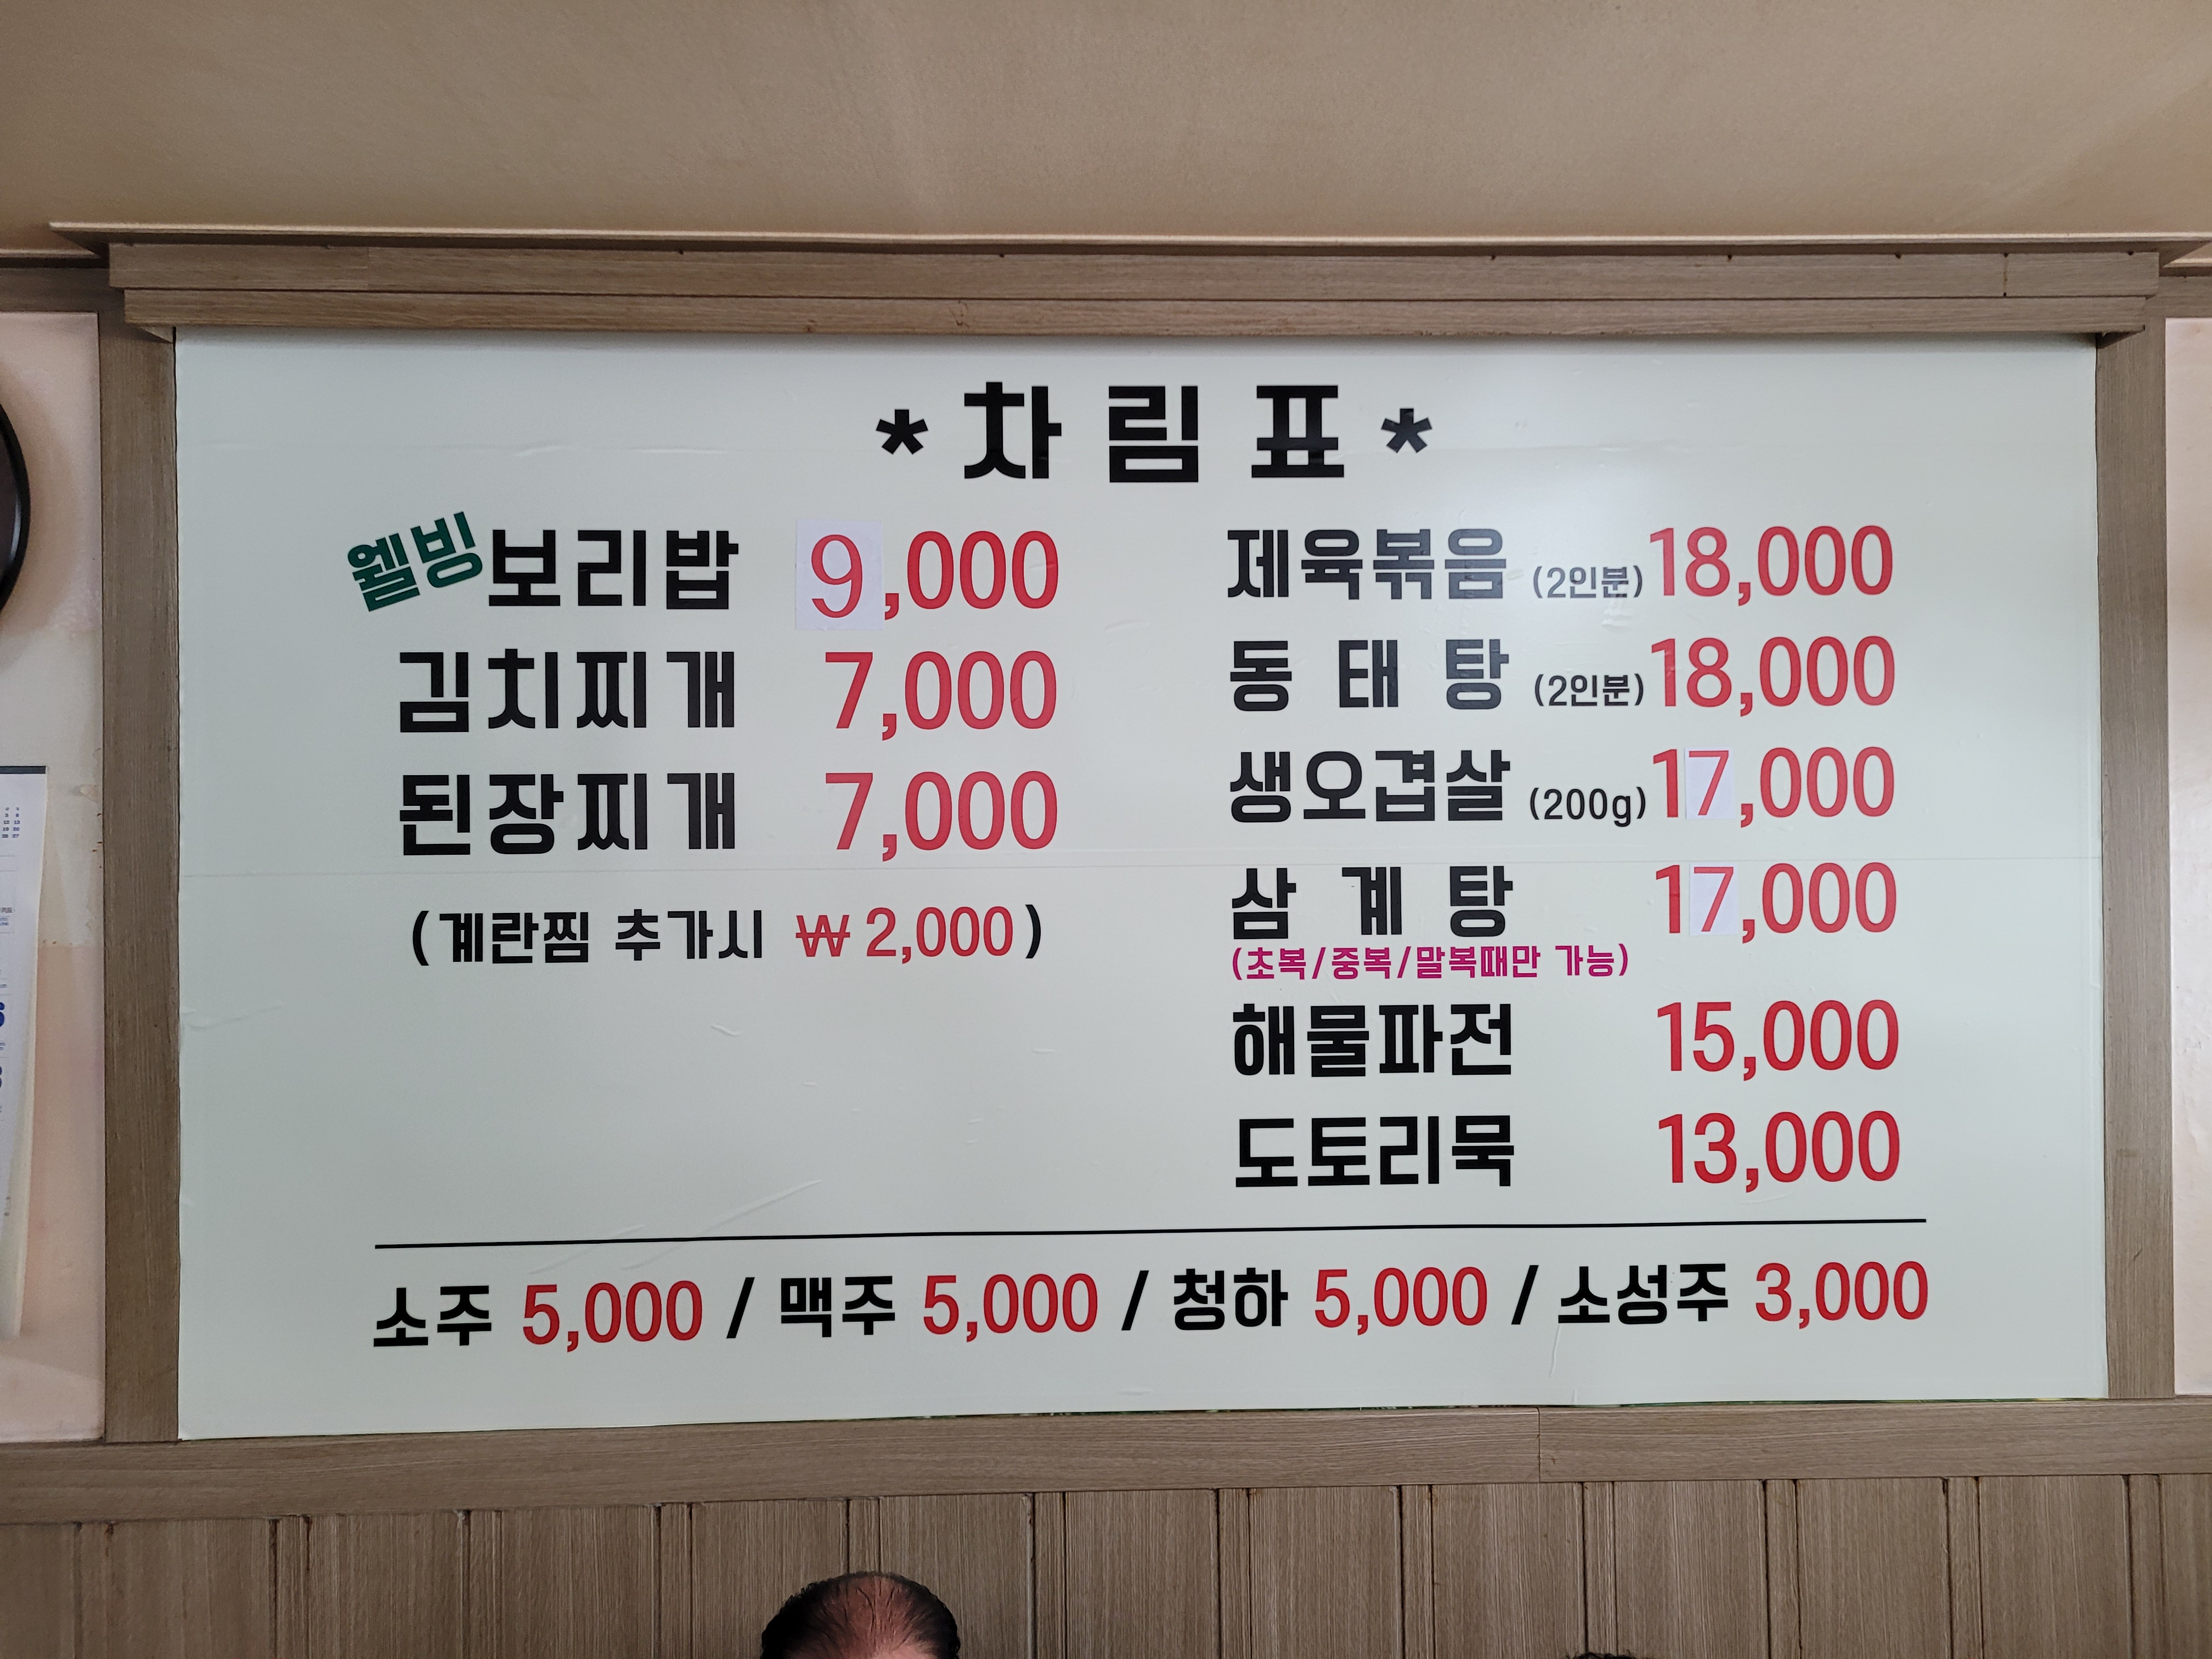 * 차림표 *
웰빙 보리밥 9,000
김치찌개 7,000
된장찌개 7,000
(계란찜 추가시 ₩2,000)
제육볶음 (2인분) 18,000
동태탕 (2인분) 18,000
생오겹살 (200g) 17,000
삼계탕 17,000
(초복/중복/말복때만 가능)
해물파전 15,000
도토리묵 13,000
소주 5,000 / 맥주 5,000 / 청하 5,000 / 소성주 3,000